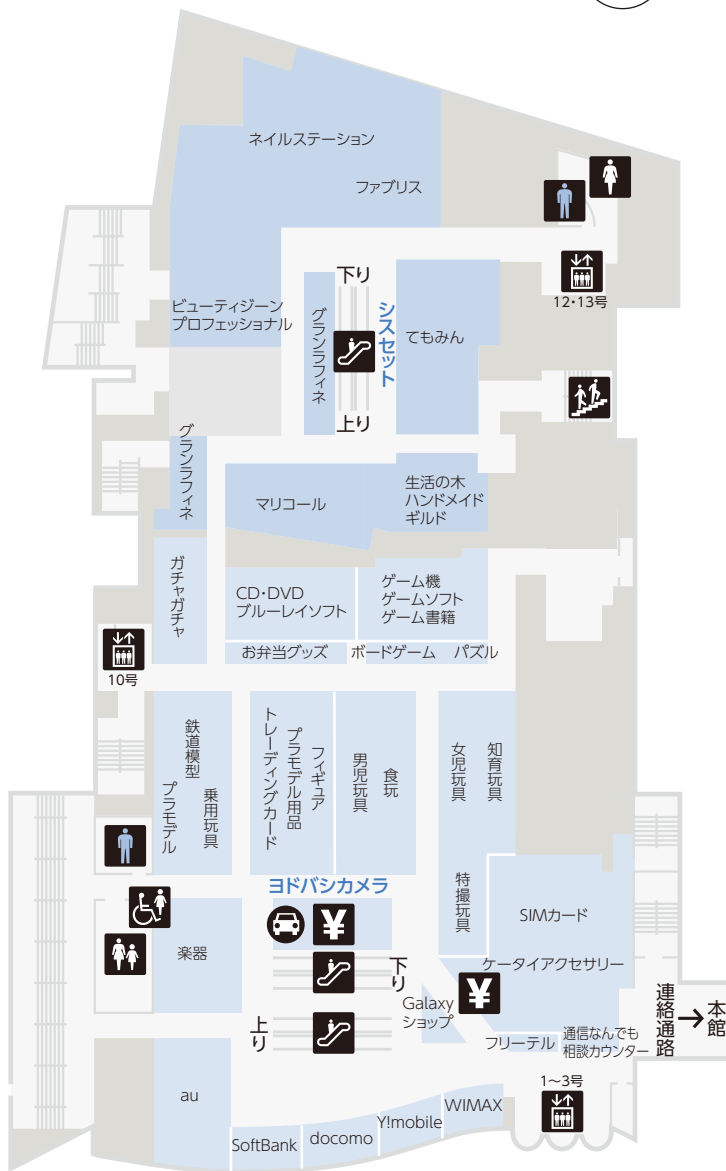 ネイルステーション
ファブリス
12・13号
下り
シスセット
ビューティジーン
プロフェッショナル
グランラフィネ
てもみん
上り
グランラフィネ
マリコール
生活の木
ハンドメイド
ギルド
ガチャガチャ
CD・DVD
ブルーレイソフト
ゲーム機
ゲームソフト
ゲーム書籍
お弁当グッズ
ボードゲーム パズル
10号
鉄道模型
プラモデル
乗用玩具
トレーディングカード
プラモデル用品
フィギュア
男児玩具
食玩
女児玩具
知育玩具
特撮玩具
ヨドバシカメラ
¥
SIMカード
楽器
下り
ケータイアクセサリー
¥
Galaxy
ショップ
上り
フリーテル
通信なんでも
相談カウンター
連絡通路
→本館
1〜3号
au
SoftBank
docomo
Y!mobile
WIMAX